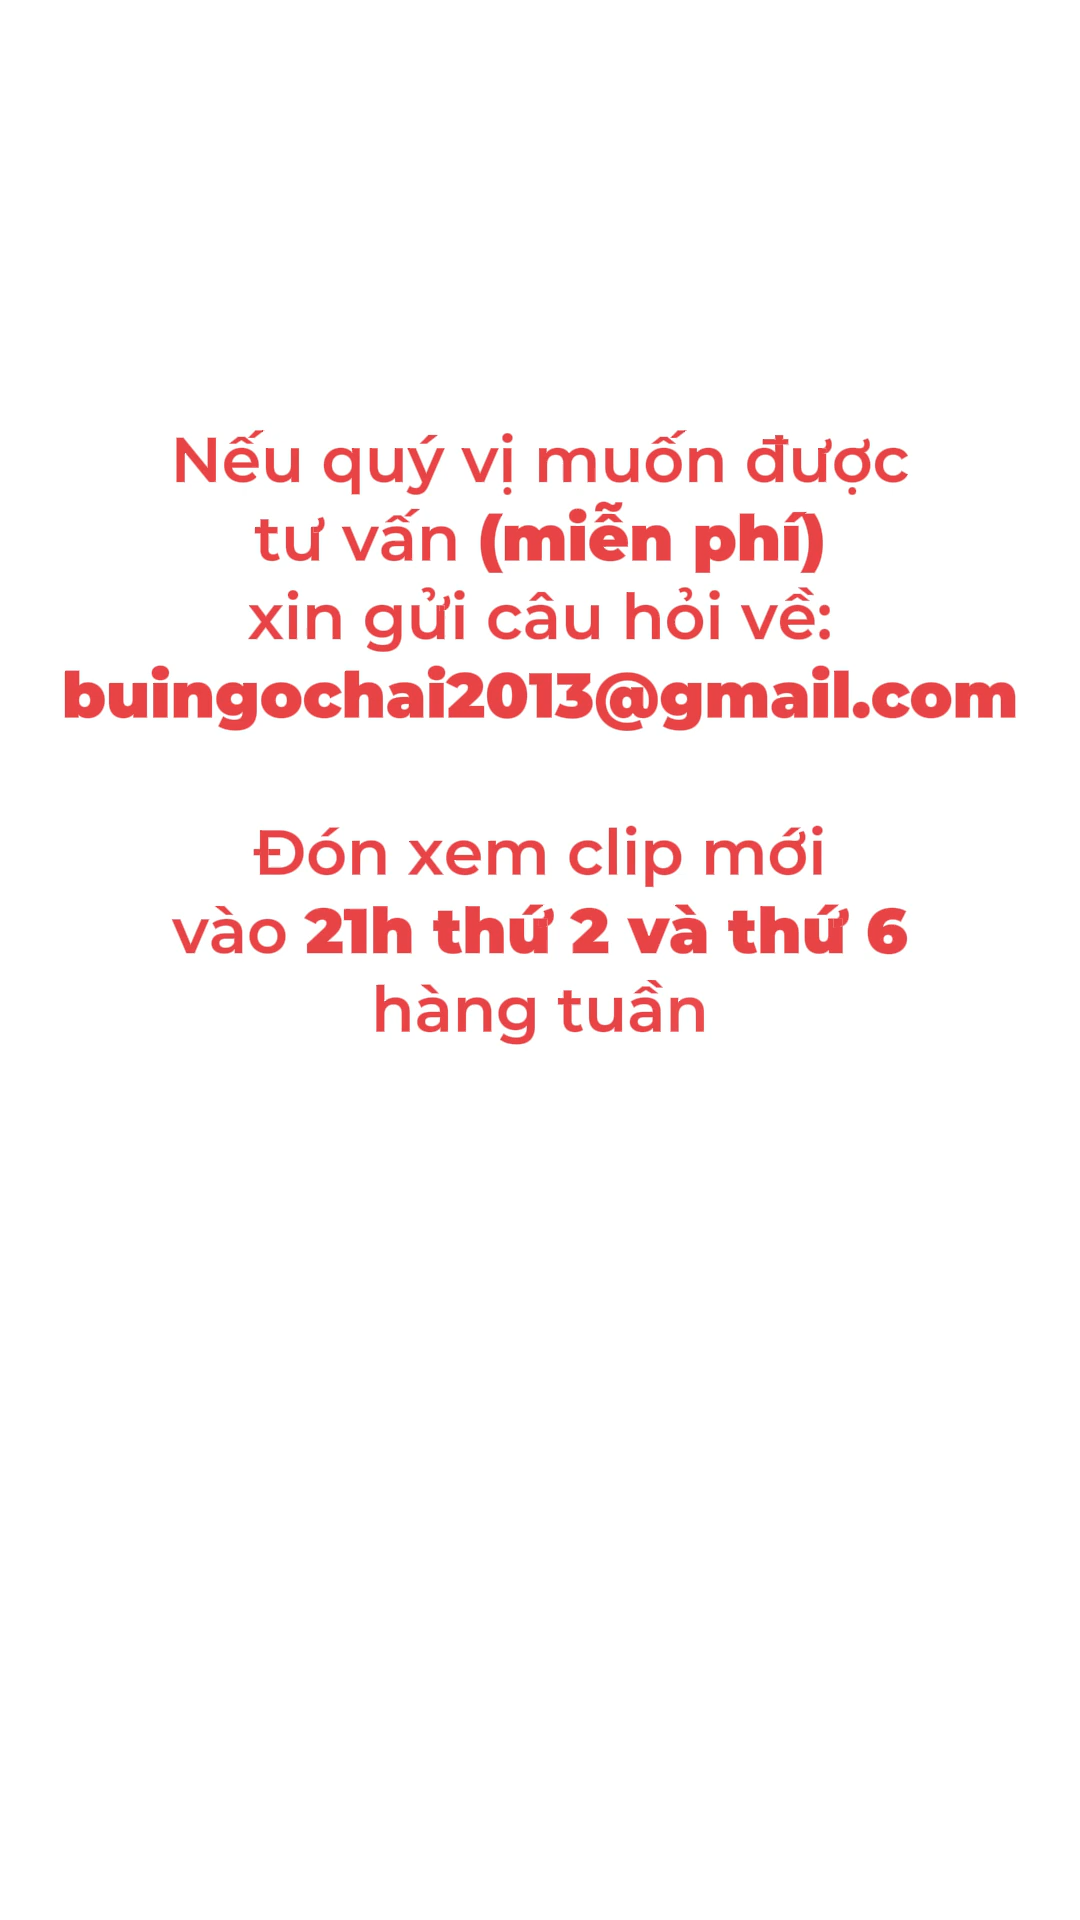 Nếu quý vị muốn được
tư vấn (miễn phí)
xin gửi câu hỏi về:
buingochai2013@gmail.com
Đón xem clip mới
vào 21h thứ 2 và thứ 6
hàng tuần